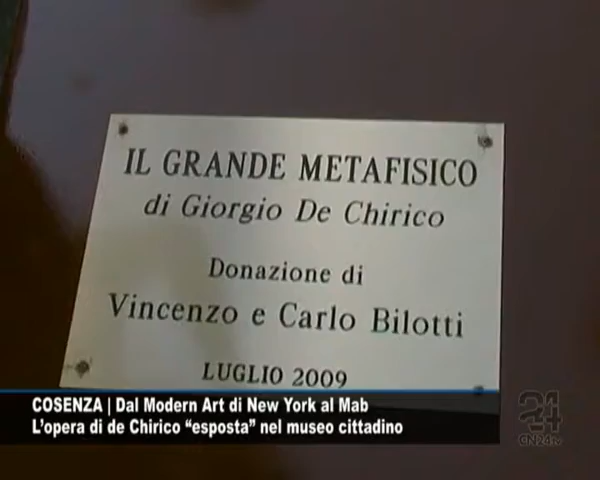 IL GRANDE METAFISICO
di Giorgio De Chirico
Donazione di
Vincenzo e Carlo Bilotti
LUGLIO 2009
COSENZA | Dal Modern Art di New York al Mab
L'opera di de Chirico “esposta” nel museo cittadino
24
CN24TV